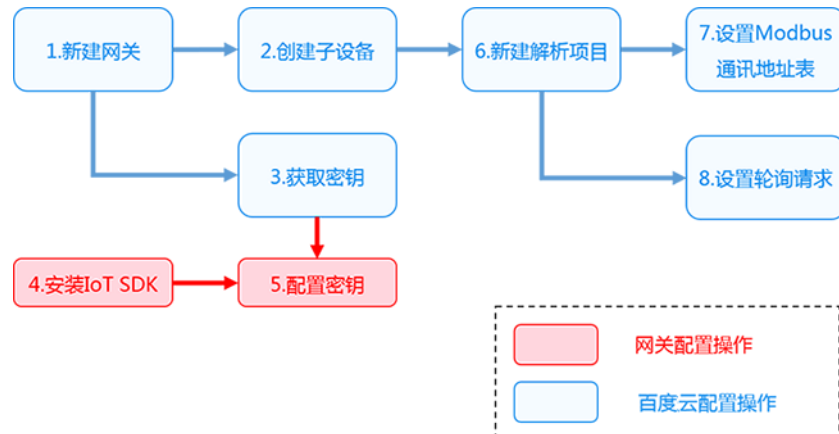 1.新建网关
2.创建子设备
6.新建解析项目
7.设置Modbus
通讯地址表
3.获取密钥
8.设置轮询请求
4.安装IoT SDK
5.配置密钥
网关配置操作
百度云配置操作